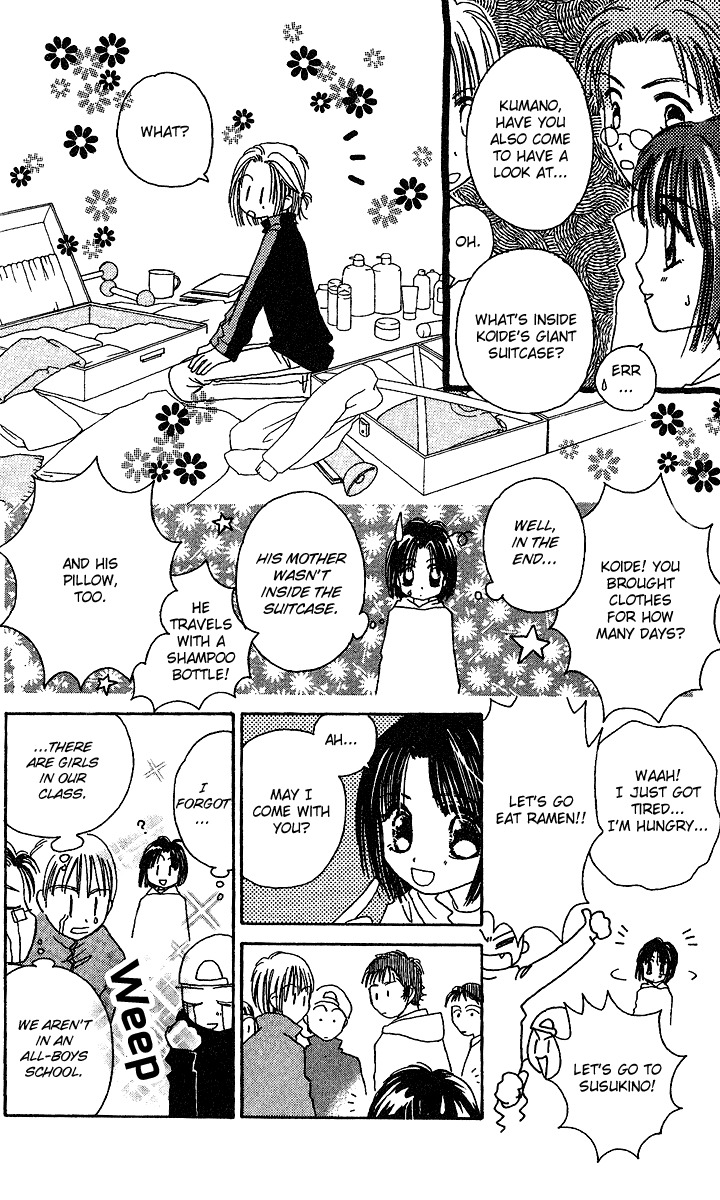 KUMANO,
HAVE YOU
ALSO COME
TO HAVE A
LOOK AT...
OH.
WHAT'S INSIDE
KOIDE'S GIANT
SUITCASE?
ERR
...
WHAT?
KOIDE! YOU
BROUGHT
CLOTHES
FOR HOW
MANY DAYS?
WELL,
IN THE
END...
HIS MOTHER
WASN'T
INSIDE THE
SUITCASE.
HE
TRAVELS
WITH A
SHAMPOO
BOTTLE!
AND HIS
PILLOW,
TOO.
WAAH!
I JUST GOT
TIRED...
I'M HUNGRY...
LET'S GO
EAT RAMEN!!
LET'S GO TO
SUSUKINO!
AH...
MAY I
COME WITH
YOU?
I
FORGOT
...
...THERE
ARE GIRLS
IN OUR
CLASS.
?
Weep
WE AREN'T
IN AN
ALL-BOYS
SCHOOL.